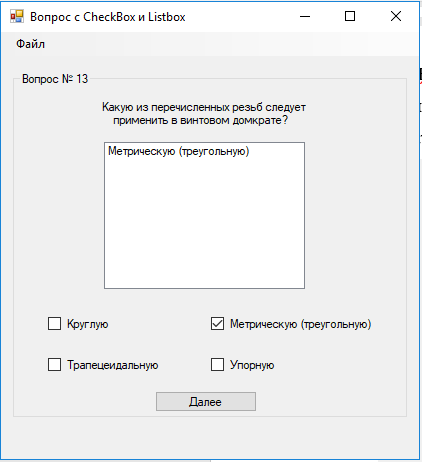 Вопрос с CheckBox и Listbox
Файл
Вопрос № 13
Какую из перечисленных резьб следует
применить в винтовом домкрате?
Метрическую (треугольную)
Круглую
Метрическую (треугольную)
Трапецеидальную
Упорную
Далее